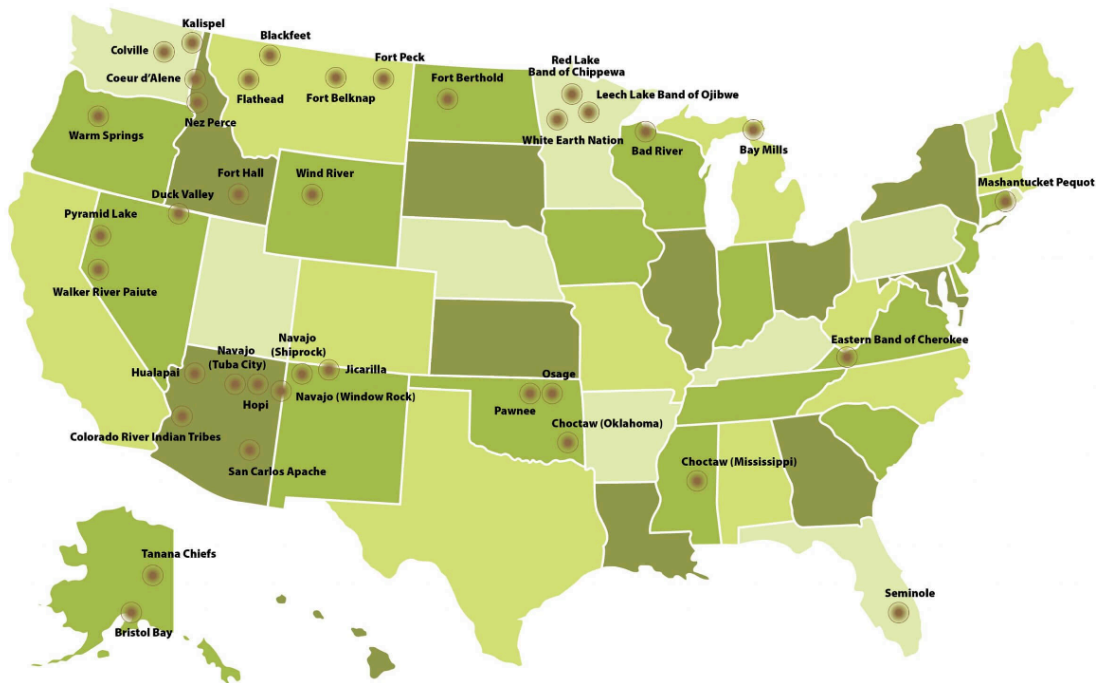 Kalispel
Colville
Blackfeet
Coeur d’Alene
Flathead
Fort Belknap
Fort Peck
Fort Berthold
Red Lake
Band of Chippewa
Leech Lake Band of Ojibwe
White Earth Nation
Bad River
Bay Mills
Warm Springs
Nez Perce
Fort Hall
Wind River
Duck Valley
Pyramid Lake
Walker River Paiute
Mashantucket Pequot
Eastern Band of Cherokee
Hualapai
Navajo
(Tuba City)
Navajo
(Shiprock)
Jicarilla
Hopi
Navajo (Window Rock)
Colorado River Indian Tribes
San Carlos Apache
Osage
Pawnee
Choctaw (Oklahoma)
Choctaw (Mississippi)
Tanana Chiefs
Bristol Bay
Seminole